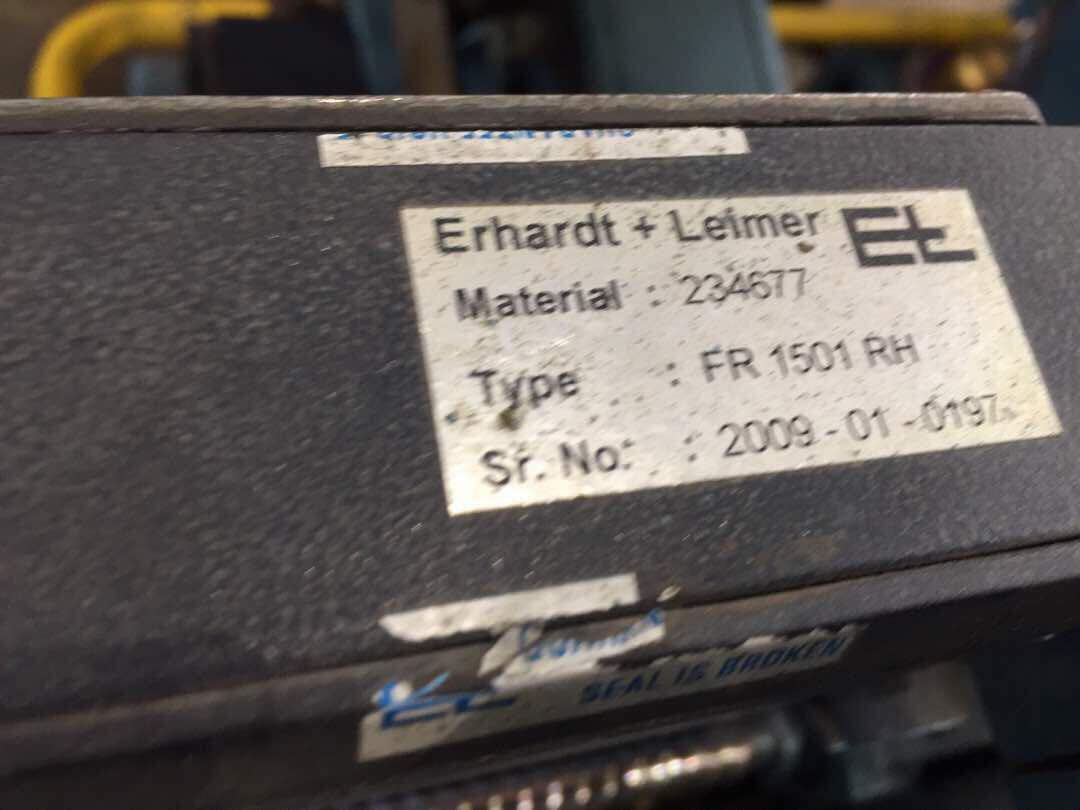 Erhardt + Leimer E+L
Material : 234677
Type : FR 1501 RH
Sr. No. : 2009 - 01 - 0197
SEAL IS BROKEN